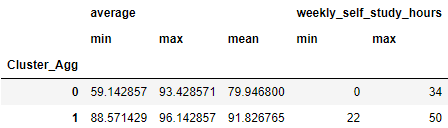 average weekly_self_study_hours
min max mean min max
Cluster_Agg
0 59.142857 93.428571 79.946800 0 34
1 88.571429 96.142857 91.826765 22 50